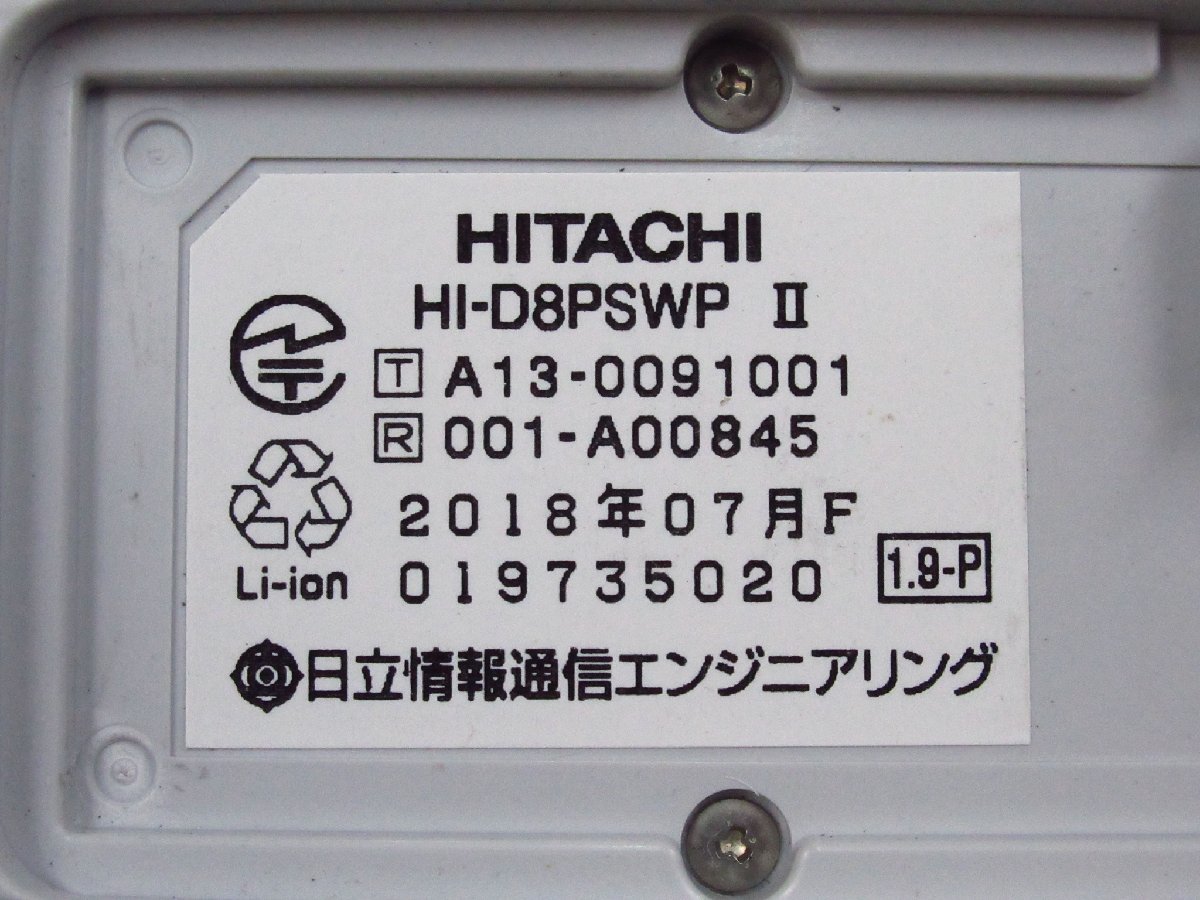 HITACHI
HI-D8PSWP II
T A13-0091001
R 001-A00845
2018年07月F
Li-ion 019735020 1.9-P
日立情報通信エンジニアリング